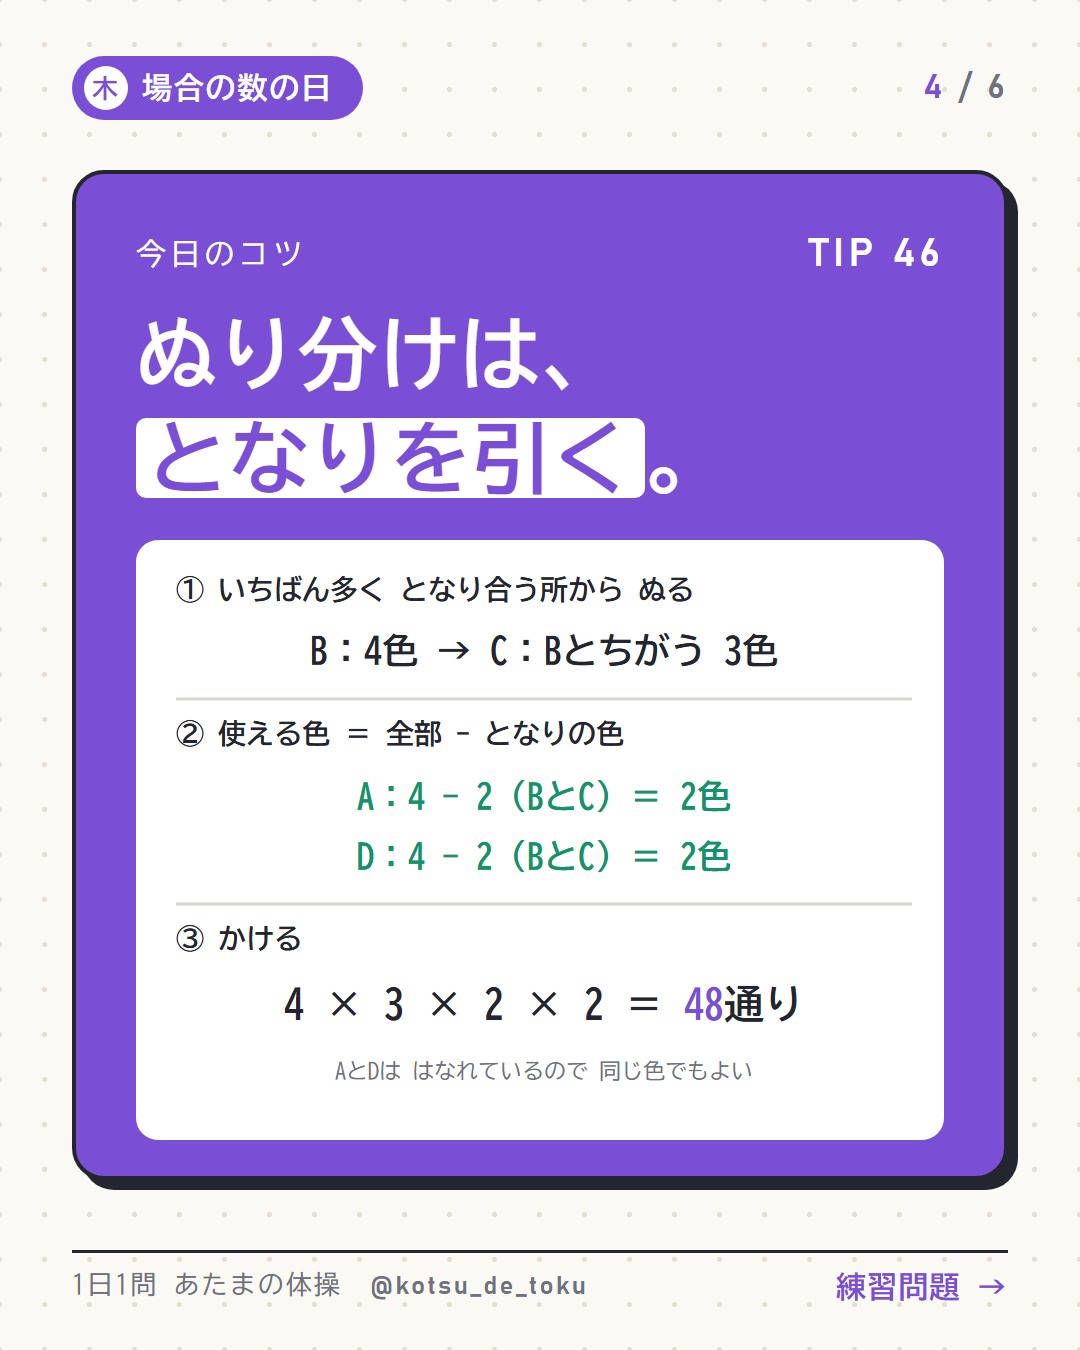 木 場合の数の日
4 / 6
今日のコツ
TIP 46
ぬり分けは、
となりを引く。
① いちばん多く となり合う所から ぬる
B：4色 → C：Bとちがう 3色
② 使える色 ＝ 全部 − となりの色
A：4 − 2（BとC）＝ 2色
D：4 − 2（BとC）＝ 2色
③ かける
4 × 3 × 2 × 2 ＝ 48通り
AとDは はなれているので 同じ色でもよい
1日1問 あたまの体操 @kotsu_de_toku
練習問題 →